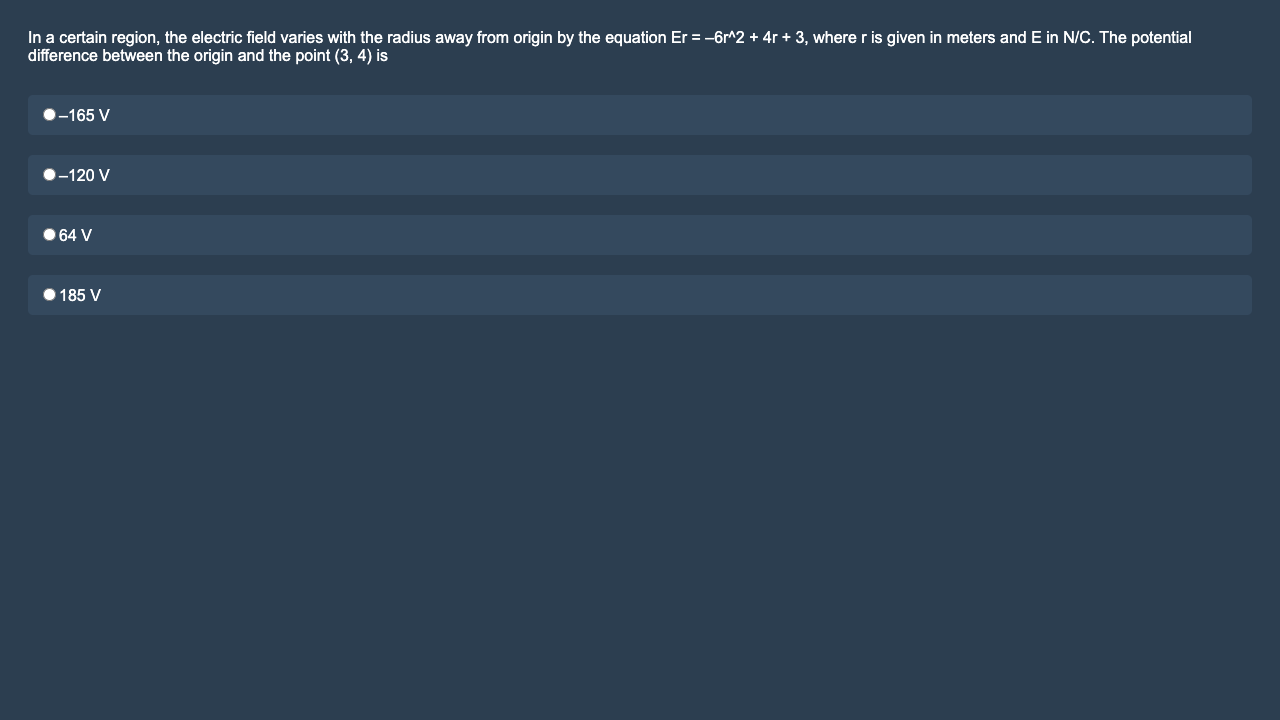 In a certain region, the electric field varies with the radius away from origin by the equation Er = –6r^2 + 4r + 3, where r is given in meters and E in N/C. The potential
difference between the origin and the point (3, 4) is
–165 V
–120 V
64 V
185 V